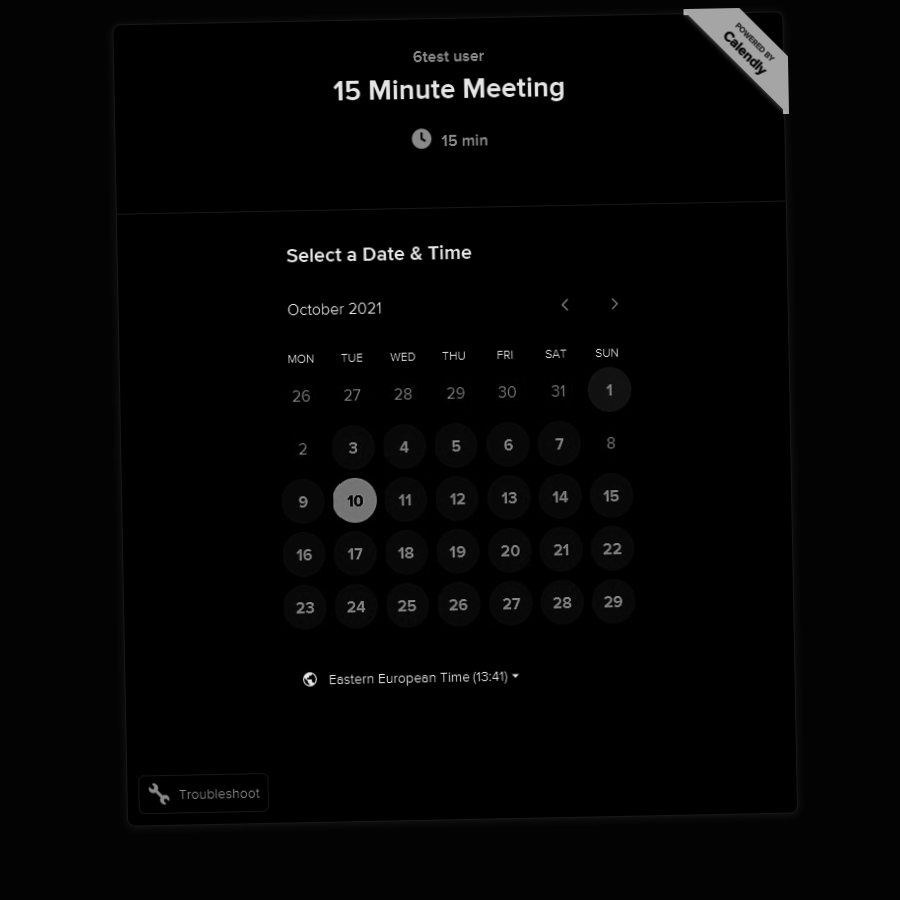 POWERED BY
Calendly
6test user
15 Minute Meeting
15 min
Select a Date & Time
October 2021
MON TUE WED THU FRI SAT SUN
26 27 28 29 30 31 1
2 3 4 5 6 7 8
9 10 11 12 13 14 15
16 17 18 19 20 21 22
23 24 25 26 27 28 29
Eastern European Time (13:41)
Troubleshoot